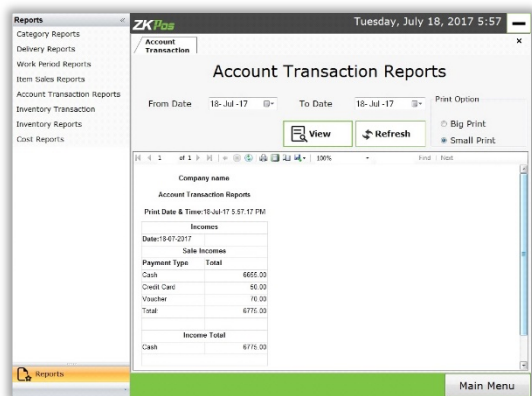 Reports «
Category Reports
Delivery Reports
Work Period Reports
Item Sales Reports
Account Transaction Reports
Inventory Transaction
Inventory Reports
Cost Reports
Reports
ZKPos
Tuesday, July 18, 2017 5:57
Account Transaction
×
Account Transaction Reports
From Date 18- Jul -17 To Date 18- Jul -17
Print Option
Big Print
Small Print
View Refresh
1 of 1 100% Find | Next
Company name
Account Transaction Reports
Print Date & Time:18-Jul-17 5.57.17 PM
Incomes
Date:18-07-2017
Sale Incomes
Payment Type Total
Cash 6655.00
Credit Card 50.00
Voucher 70.00
Total: 6775.00
Income Total
Cash 6775.00
Main Menu